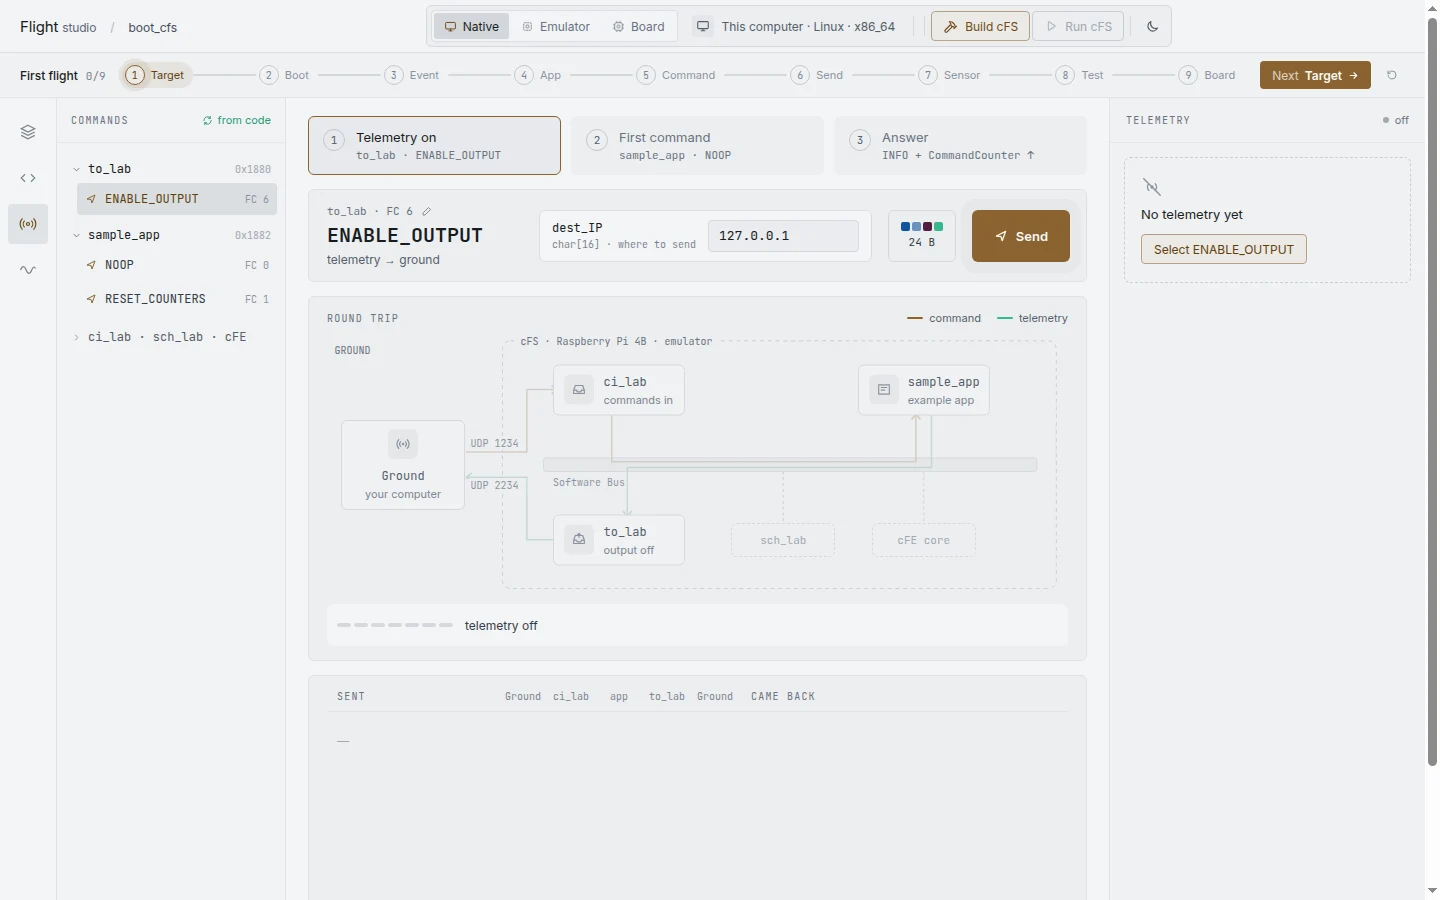 Flight studio / boot_cfs
Native Emulator Board This computer · Linux · x86_64 Build cFS Run cFS
First flight 0/9 1 Target 2 Boot 3 Event 4 App 5 Command 6 Send 7 Sensor 8 Test 9 Board Next Target →
COMMANDS from code
to_lab 0x1880
ENABLE_OUTPUT FC 6
sample_app 0x1882
NOOP FC 0
RESET_COUNTERS FC 1
ci_lab · sch_lab · cFE
1 Telemetry on
to_lab · ENABLE_OUTPUT
2 First command
sample_app · NOOP
3 Answer
INFO + CommandCounter ↑
to_lab · FC 6
ENABLE_OUTPUT
telemetry → ground
dest_IP
char[16] · where to send
127.0.0.1
24 B
Send
ROUND TRIP command telemetry
GROUND
cFS · Raspberry Pi 4B · emulator
ci_lab
commands in
sample_app
example app
UDP 1234
Ground
your computer
UDP 2234
Software Bus
to_lab
output off
sch_lab
cFE core
telemetry off
SENT Ground ci_lab app to_lab Ground CAME BACK
—
TELEMETRY off
No telemetry yet
Select ENABLE_OUTPUT